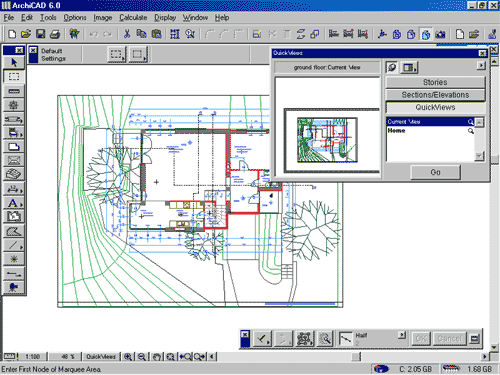 ArchiCAD 6.0
File Edit Tools Options Image Calculate Display Window Help
Default
Settings
QuickViews
ground floor:Current View
Stories
Sections/Elevations
QuickViews
Current View
Home
Go
Half
2
OK Cancel
1:100 48 % QuickViews
Enter First Node of Marquee Area.
C: 2.05 GB
1.68 GB